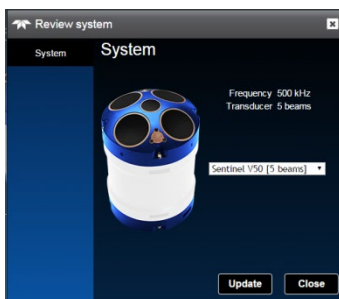 Review system
System
System
Frequency 500 kHz
Transducer 5 beams
Sentinel V50 [5 beams]
Update
Close